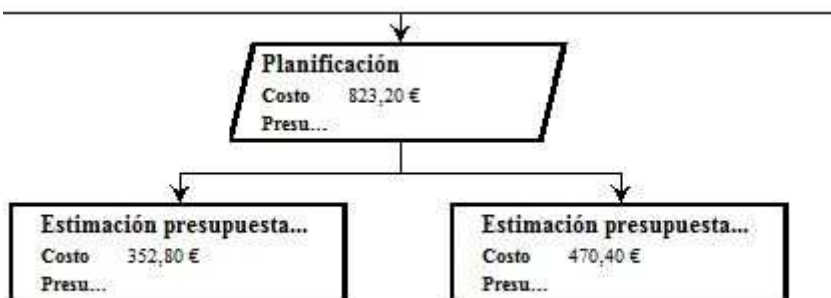 Planificación
Costo 823,20 €
Presu...
Estimación presupuesta...
Costo 352,80 €
Presu...
Estimación presupuesta...
Costo 470,40 €
Presu...